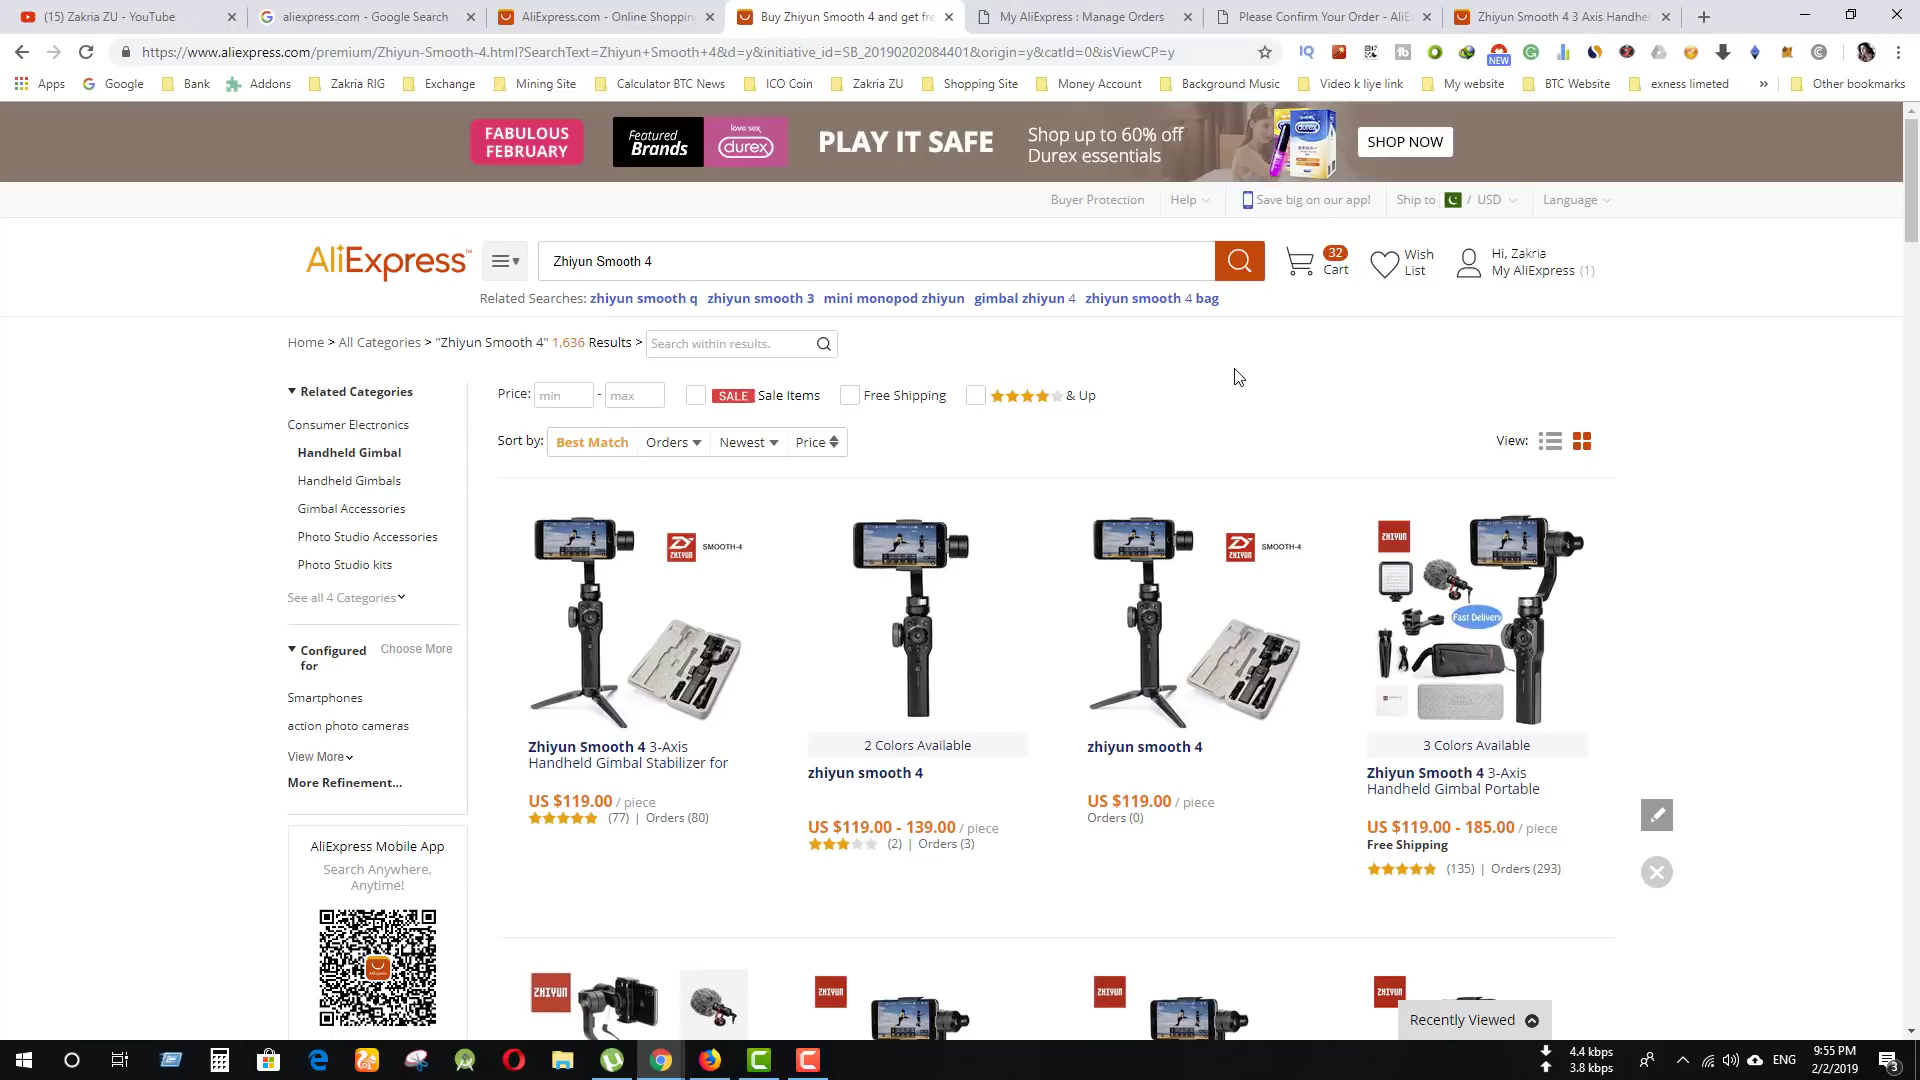 (15) Zakria ZU - YouTube
aliexpress.com - Google Search
AliExpress.com - Online Shoppin
Buy Zhiyun Smooth 4 and get fre
My AliExpress : Manage Orders
Please Confirm Your Order - AliE
Zhiyun Smooth 4 3 Axis Handhel
https://www.aliexpress.com/premium/Zhiyun-Smooth-4.html?SearchText=Zhiyun+Smooth+4&d=y&initiative_id=SB_20190202084401&origin=y&catId=0&isViewCP=y
NEW
Apps
Google
Bank
Addons
Zakria RIG
Exchange
Mining Site
Calculator BTC News
ICO Coin
Zakria ZU
Shopping Site
Money Account
Background Music
Video k liye link
My website
BTC Website
exness limeted
»
Other bookmarks
FABULOUS
FEBRUARY
Featured
Brands
love sex
durex
PLAY IT SAFE
Shop up to 60% off
Durex essentials
SHOP NOW
Buyer Protection
Help
Save big on our app!
Ship to / USD
Language
AliExpress™
Zhiyun Smooth 4
32
Cart
Wish
List
Hi, Zakria
My AliExpress (1)
Related Searches: zhiyun smooth q zhiyun smooth 3 mini monopod zhiyun gimbal zhiyun 4 zhiyun smooth 4 bag
Home > All Categories > "Zhiyun Smooth 4" 1,636 Results >
Search within results.
Related Categories
Consumer Electronics
Handheld Gimbal
Handheld Gimbals
Gimbal Accessories
Photo Studio Accessories
Photo Studio kits
See all 4 Categories
Configured
for
Choose More
Smartphones
action photo cameras
View More
More Refinement...
AliExpress Mobile App
Search Anywhere,
Anytime!
Price: min - max
SALE Sale Items
Free Shipping
& Up
Sort by: Best Match Orders Newest Price
View:
ZHIYUN
SMOOTH-4
Zhiyun Smooth 4 3-Axis
Handheld Gimbal Stabilizer for
US $119.00 / piece
(77) | Orders (80)
2 Colors Available
zhiyun smooth 4
US $119.00 - 139.00 / piece
(2) | Orders (3)
ZHIYUN
SMOOTH-4
zhiyun smooth 4
US $119.00 / piece
Orders (0)
ZHIYUN
Fast Delivery
3 Colors Available
Zhiyun Smooth 4 3-Axis
Handheld Gimbal Portable
US $119.00 - 185.00 / piece
Free Shipping
(135) | Orders (293)
ZHIYUN
ZHIYUN
ZHIYUN
ZHIYUN
Recently Viewed
4.4 kbps
3.8 kbps
ENG
9:55 PM
2/2/2019
3